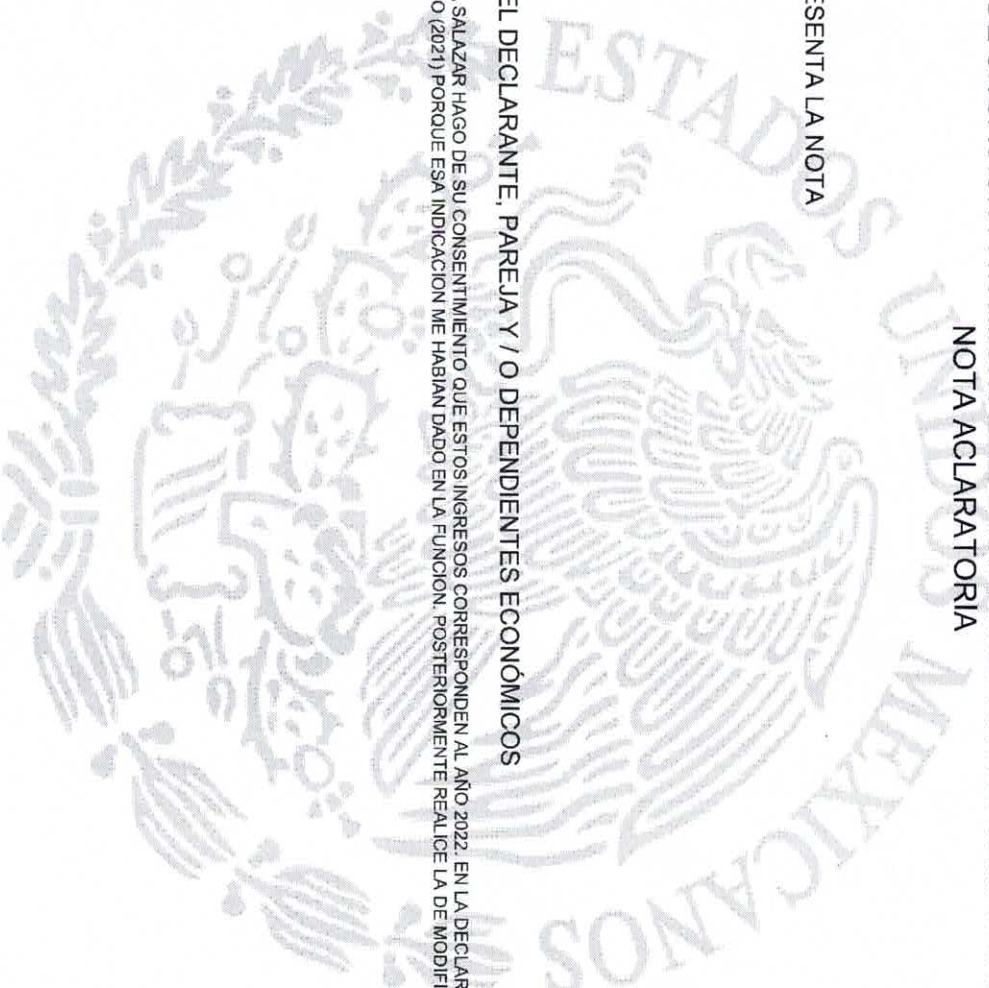 NOTA ACLARATORIA
ESENTA LA NOTA
EL DECLARANTE, PAREJA Y / O DEPENDIENTES ECONÓMICOS
SALAZAR HAGO DE SU CONSENTIMIENTO QUE ESTOS INGRESOS CORRESPONDEN AL AÑO 2022. EN LA DECLAR
O (2021) PORQUE ESA INDICACION ME HABIAN DADO EN LA FUNCION. POSTERIORMENTE REALICE LA DE MODIFI
ESTADOS UNIDOS MEXICANOS